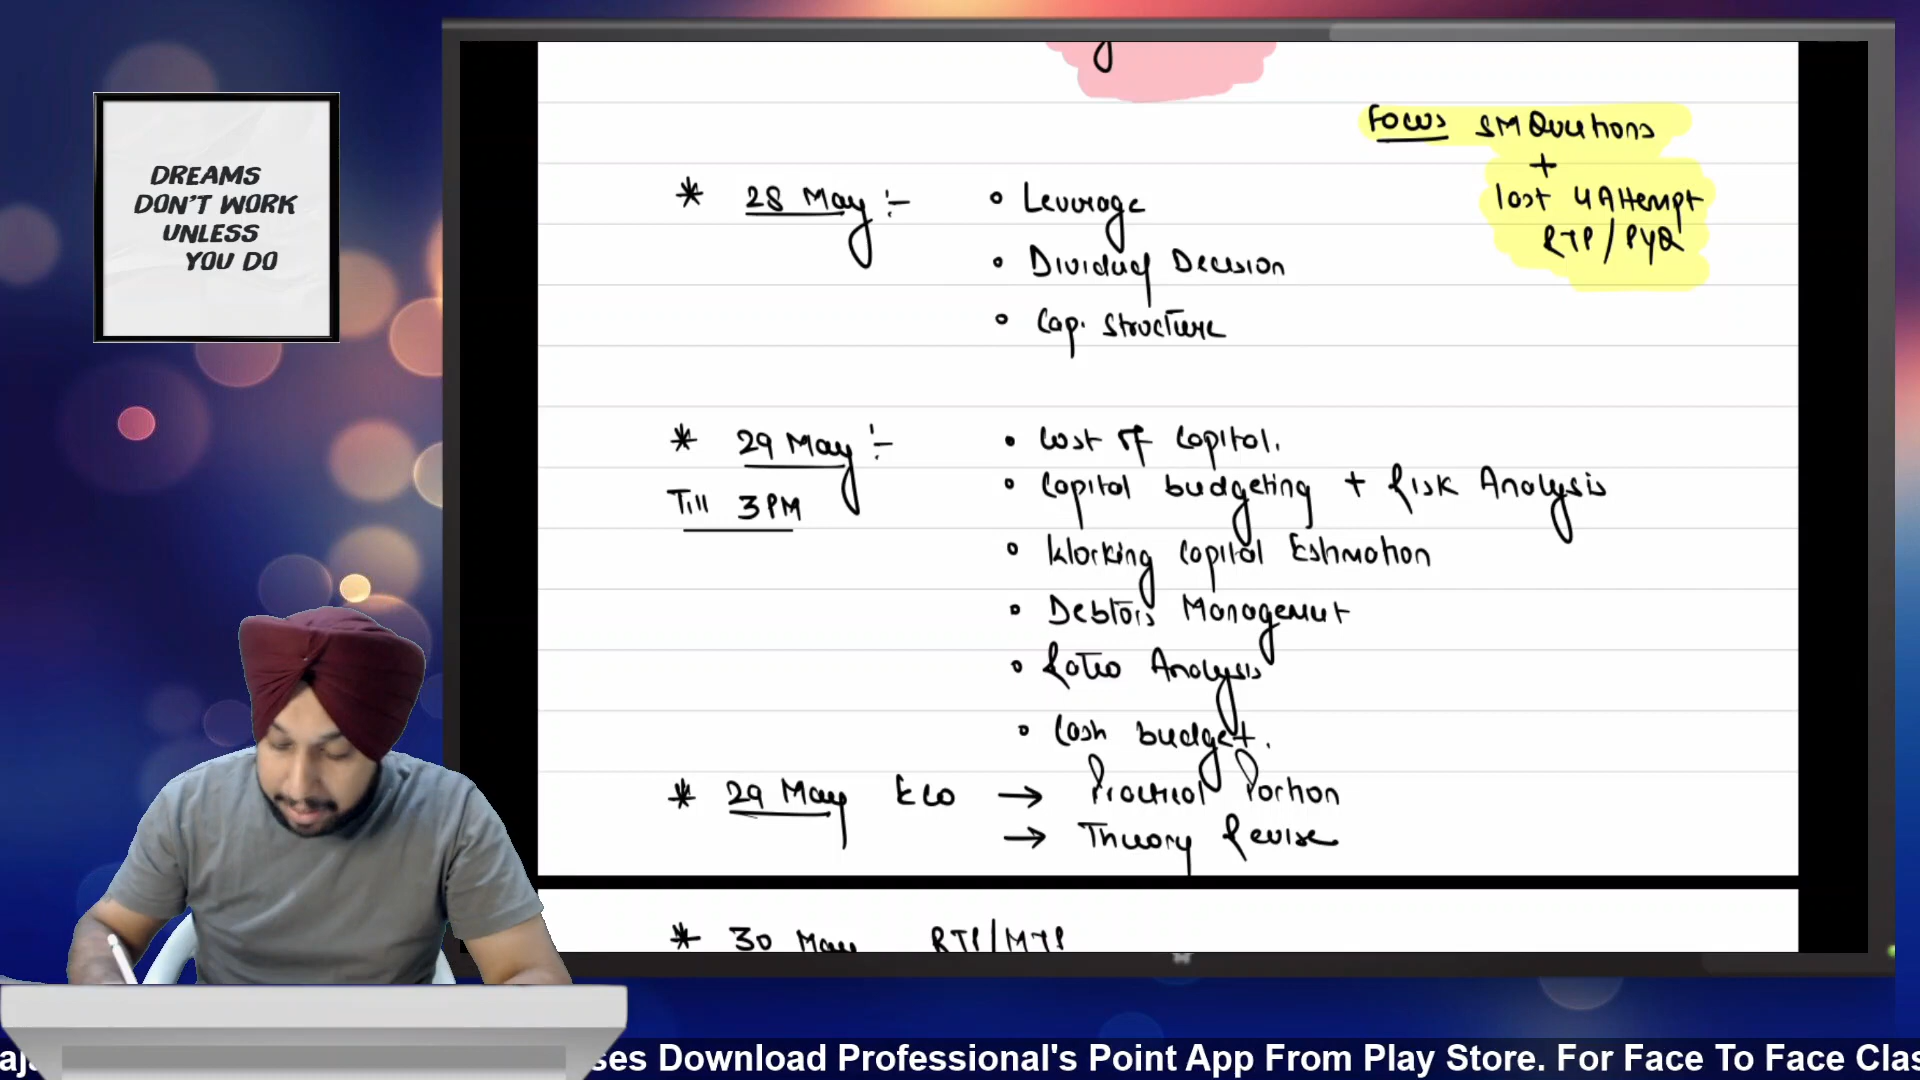 DREAMS
DON'T WORK
UNLESS
YOU DO
Focus SM Questions
+
last 4 Attempt
RTP / PYQ
* 28 May :-
• Leverage
• Dividend Decision
• Cap. Structure
* 29 May :-
Till 3 PM
• Cost of Capital.
• Capital budgeting + Risk Analysis
• Working Capital Estimation
• Debtors Management
• Ratio Analysis
• Cash budget.
* 29 May Eco → Practical Portion
→ Theory Revise
* 30 May RTP/MTP
ses Download Professional's Point App From Play Store. For Face To Face Clas